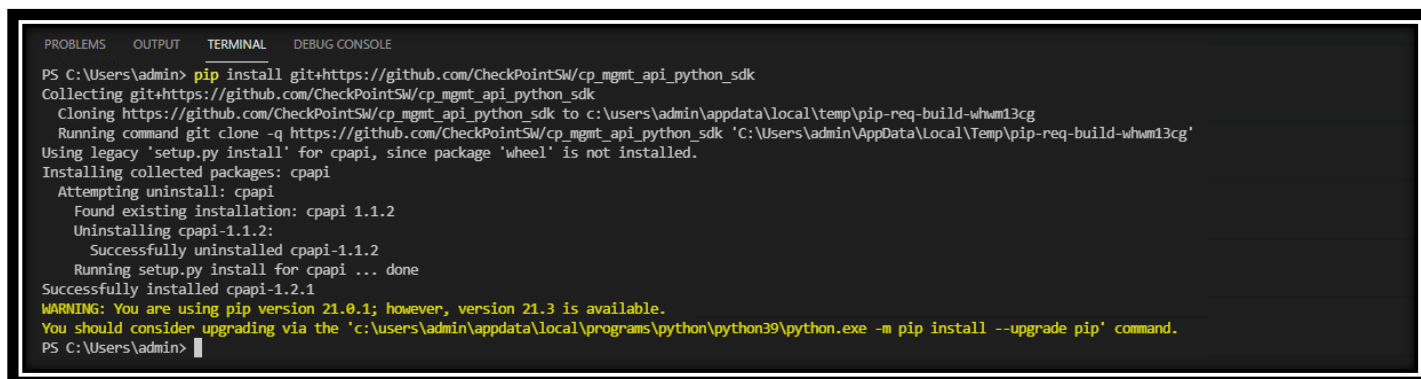 PROBLEMS OUTPUT TERMINAL DEBUG CONSOLE
PS C:\Users\admin> pip install git+https://github.com/CheckPointSW/cp_mgmt_api_python_sdk
Collecting git+https://github.com/CheckPointSW/cp_mgmt_api_python_sdk
Cloning https://github.com/CheckPointSW/cp_mgmt_api_python_sdk to c:\users\admin\appdata\local\temp\pip-req-build-whwm13cg
Running command git clone -q https://github.com/CheckPointSW/cp_mgmt_api_python_sdk 'C:\Users\admin\AppData\Local\Temp\pip-req-build-whwm13cg'
Using legacy 'setup.py install' for cpapi, since package 'wheel' is not installed.
Installing collected packages: cpapi
Attempting uninstall: cpapi
Found existing installation: cpapi 1.1.2
Uninstalling cpapi-1.1.2:
Successfully uninstalled cpapi-1.1.2
Running setup.py install for cpapi ... done
Successfully installed cpapi-1.2.1
WARNING: You are using pip version 21.0.1; however, version 21.3 is available.
You should consider upgrading via the 'c:\users\admin\appdata\local\programs\python\python39\python.exe -m pip install --upgrade pip' command.
PS C:\Users\admin>